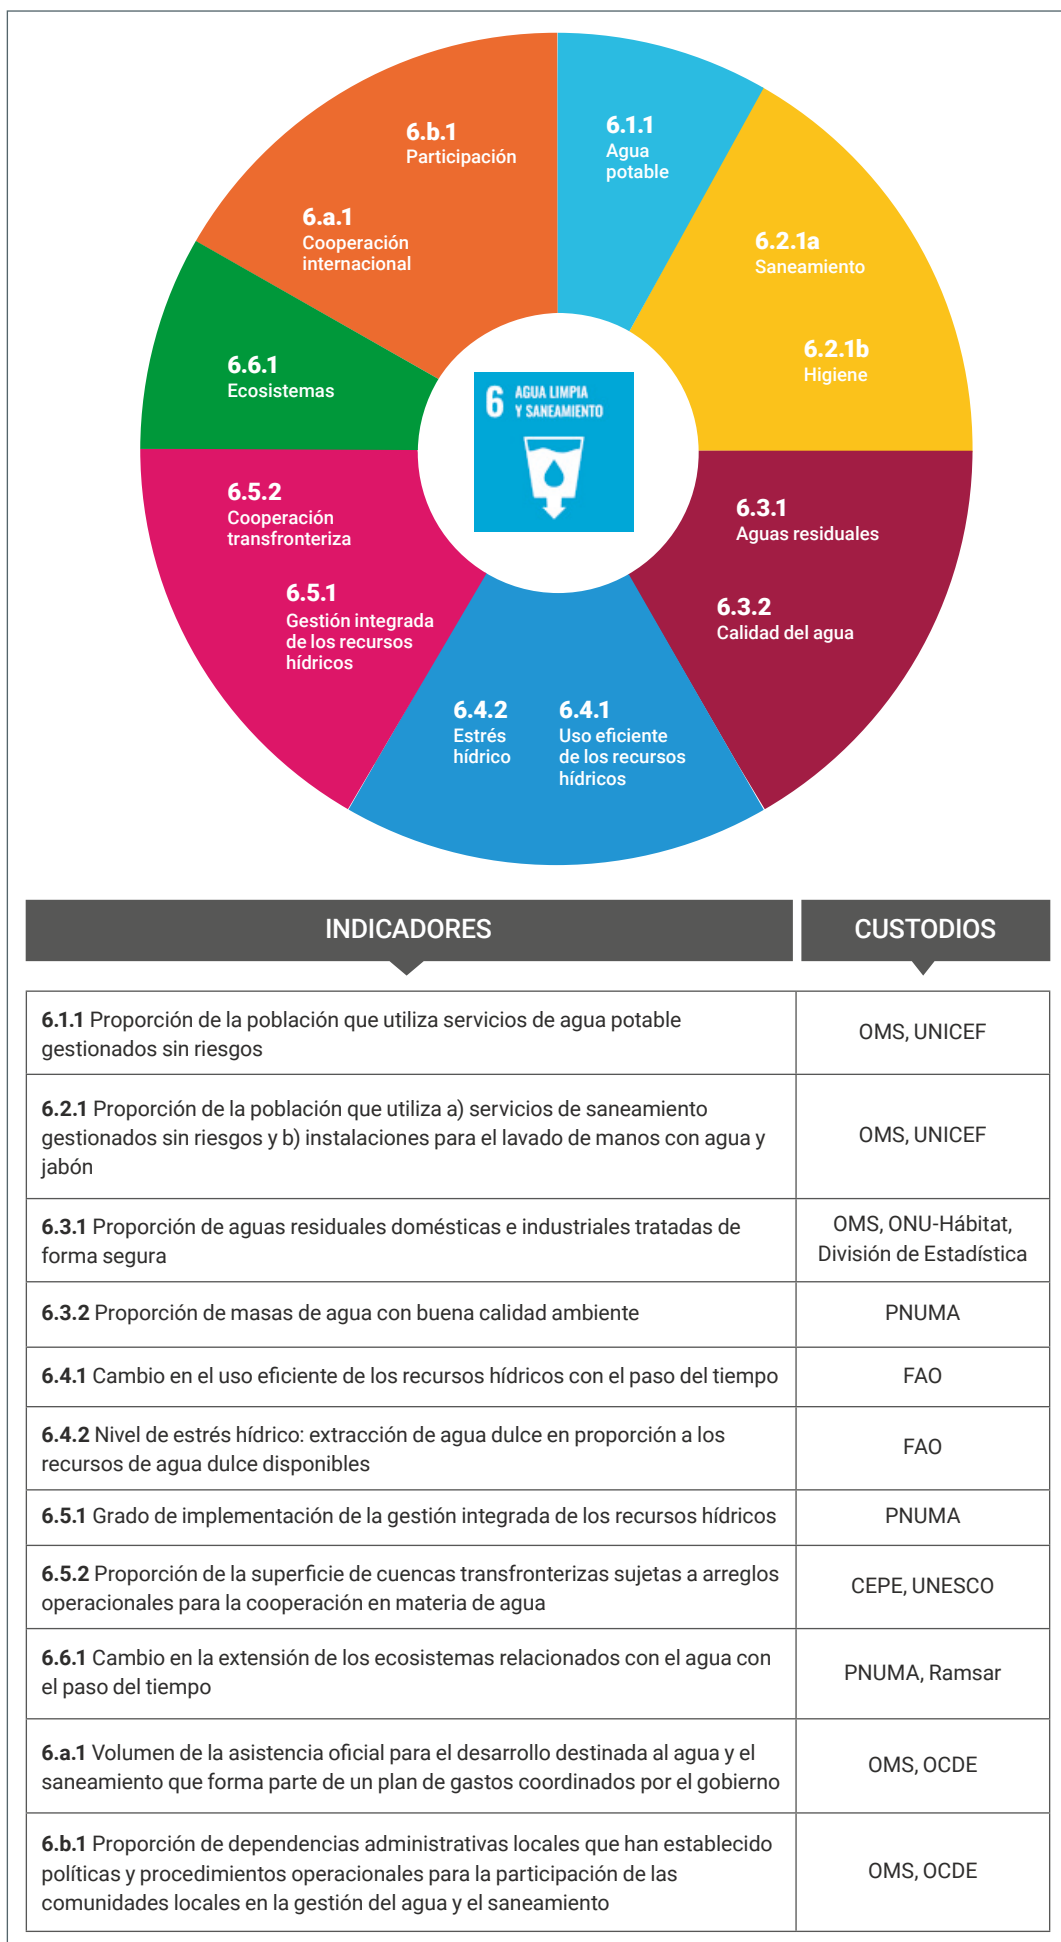 6.b.1
Participación
6.1.1
Agua
potable
6.a.1
Cooperación
internacional
6.2.1a
Saneamiento
6.2.1b
Higiene
6.6.1
Ecosistemas
6 AGUA LIMPIA
Y SANEAMIENTO
6.5.2
Cooperación
transfronteriza
6.3.1
Aguas residuales
6.5.1
Gestión integrada
de los recursos
hídricos
6.3.2
Calidad del agua
6.4.2
Estrés
hídrico
6.4.1
Uso eficiente
de los recursos
hídricos
INDICADORES
CUSTODIOS
6.1.1 Proporción de la población que utiliza servicios de agua potable
gestionados sin riesgos
OMS, UNICEF
6.2.1 Proporción de la población que utiliza a) servicios de saneamiento
gestionados sin riesgos y b) instalaciones para el lavado de manos con agua y
jabón
OMS, UNICEF
6.3.1 Proporción de aguas residuales domésticas e industriales tratadas de
forma segura
OMS, ONU-Hábitat,
División de Estadística
6.3.2 Proporción de masas de agua con buena calidad ambiente
PNUMA
6.4.1 Cambio en el uso eficiente de los recursos hídricos con el paso del tiempo
FAO
6.4.2 Nivel de estrés hídrico: extracción de agua dulce en proporción a los
recursos de agua dulce disponibles
FAO
6.5.1 Grado de implementación de la gestión integrada de los recursos hídricos
PNUMA
6.5.2 Proporción de la superficie de cuencas transfronterizas sujetas a arreglos
operacionales para la cooperación en materia de agua
CEPE, UNESCO
6.6.1 Cambio en la extensión de los ecosistemas relacionados con el agua con
el paso del tiempo
PNUMA, Ramsar
6.a.1 Volumen de la asistencia oficial para el desarrollo destinada al agua y el
saneamiento que forma parte de un plan de gastos coordinados por el gobierno
OMS, OCDE
6.b.1 Proporción de dependencias administrativas locales que han establecido
políticas y procedimientos operacionales para la participación de las
comunidades locales en la gestión del agua y el saneamiento
OMS, OCDE